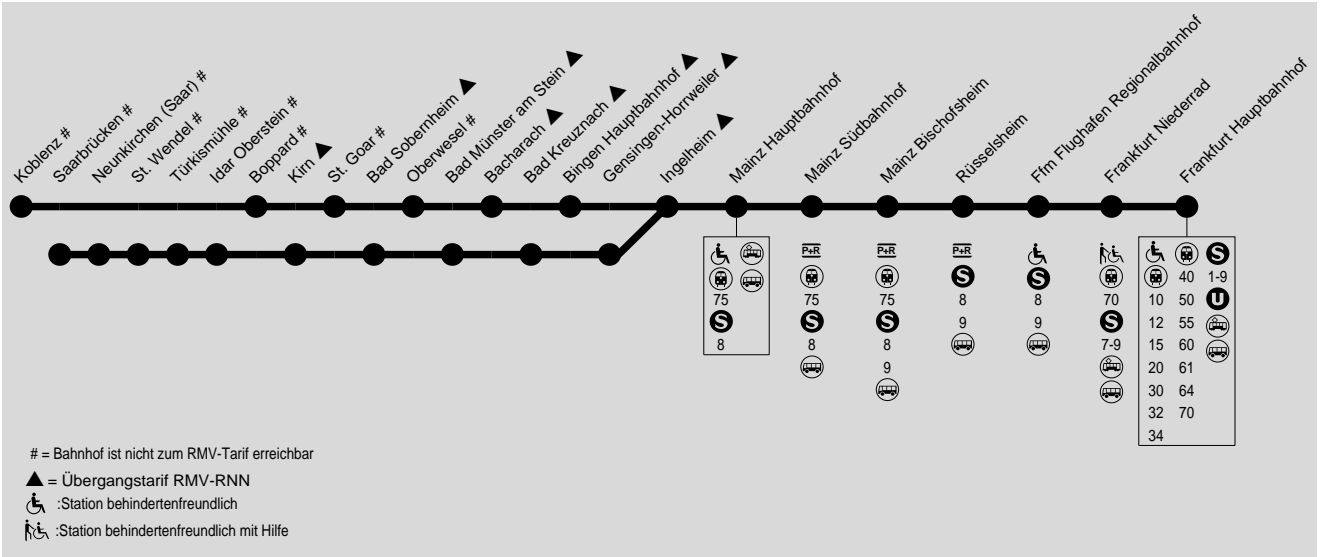 Koblenz #
Saarbrücken #
Neunkirchen (Saar) #
St. Wendel #
Türkismühle #
Idar Oberstein #
Boppard #
Kirn ▲
St. Goar #
Bad Sobernheim ▲
Oberwesel #
Bad Münster am Stein ▲
Bacharach ▲
Bad Kreuznach ▲
Bingen Hauptbahnhof ▲
Gensingen-Horrweiler ▲
Ingelheim ▲
Mainz Hauptbahnhof
Mainz Südbahnhof
Mainz Bischofsheim
Rüsselsheim
Ffm Flughafen Regionalbahnhof
Frankfurt Niederrad
Frankfurt Hauptbahnhof
75
S
8
P+R
75
S
8
P+R
75
S
8
9
P+R
S
8
9
S
8
9
70
S
7-9
10
12
15
20
30
32
34
40
50
55
60
61
64
70
S
1-9
U
# = Bahnhof ist nicht zum RMV-Tarif erreichbar
▲ = Übergangstarif RMV-RNN
:Station behindertenfreundlich
:Station behindertenfreundlich mit Hilfe